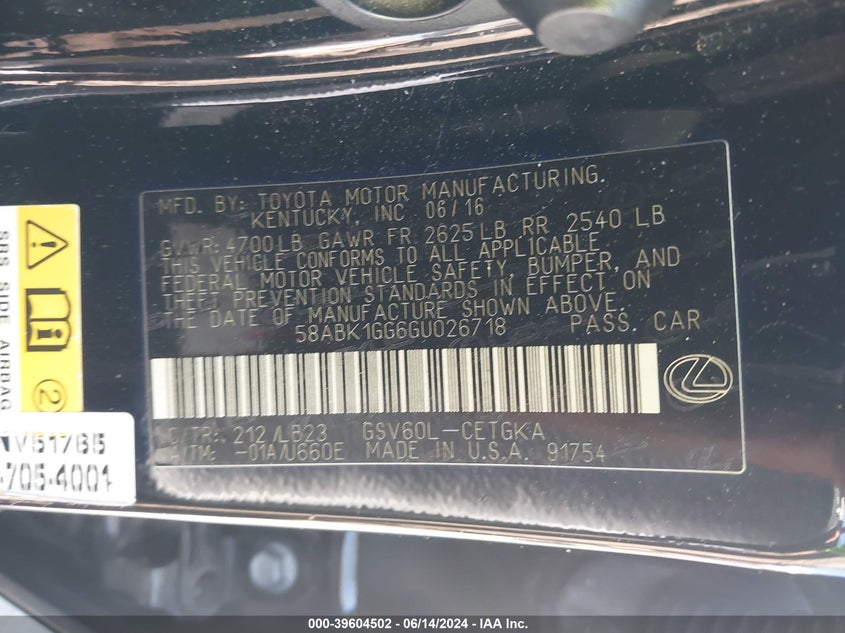 MFD. BY: TOYOTA MOTOR MANUFACTURING.
KENTUCKY, INC 06/16
GVWR: 4700LB GAWR FR 2625LB RR 2540 LB
THIS VEHICLE CONFORMS TO ALL APPLICABLE
FEDERAL MOTOR VEHICLE SAFETY, BUMPER, AND
THEFT PREVENTION STANDARDS IN EFFECT ON
THE DATE OF MANUFACTURE SHOWN ABOVE.
58ABK1GG6GU026718 PASS. CAR
C/TR: 212 /LB23 GSV60L-CETGKA
A/TM: -01A/U660E MADE IN U.S.A. 91754
SRS SIDE AIRBAG
2
NV51765
705-4001
000-39604502 - 06/14/2024 - IAA Inc.